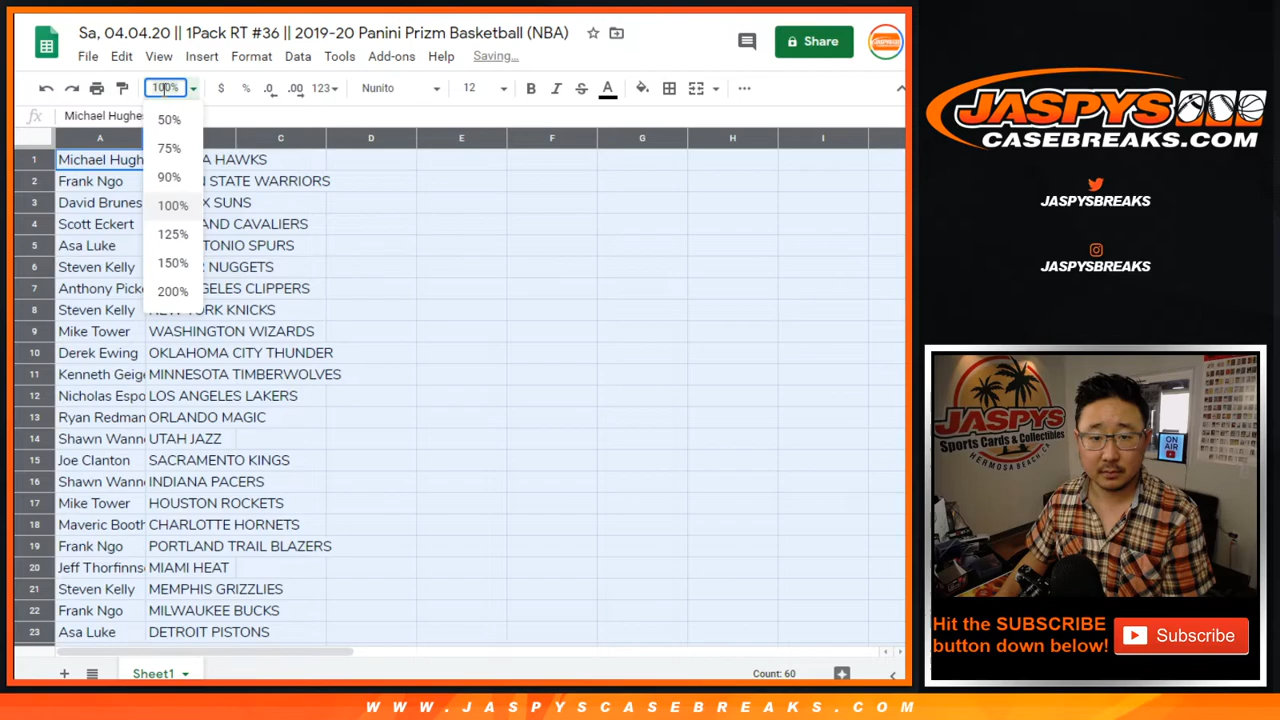 Sa, 04.04.20 || 1Pack RT #36 || 2019-20 Panini Prizm Basketball (NBA)
Share
File Edit View Insert Format Data Tools Add-ons Help Saving...
100% $ % .0 .00 123 Nunito 12 B I S A
fx Michael Hughe
50%
75%
90%
100%
125%
150%
200%
A C D E F G H I
1 Michael Hugh A HAWKS
2 Frank Ngo N STATE WARRIORS
3 David Brunes X SUNS
4 Scott Eckert AND CAVALIERS
5 Asa Luke TONIO SPURS
6 Steven Kelly R NUGGETS
7 Anthony Picke GELES CLIPPERS
8 Steven Kelly NEW YORK KNICKS
9 Mike Tower WASHINGTON WIZARDS
10 Derek Ewing OKLAHOMA CITY THUNDER
11 Kenneth Geige MINNESOTA TIMBERWOLVES
12 Nicholas Espo LOS ANGELES LAKERS
13 Ryan Redman ORLANDO MAGIC
14 Shawn Wanne UTAH JAZZ
15 Joe Clanton SACRAMENTO KINGS
16 Shawn Wanne INDIANA PACERS
17 Mike Tower HOUSTON ROCKETS
18 Maveric Booth CHARLOTTE HORNETS
19 Frank Ngo PORTLAND TRAIL BLAZERS
20 Jeff Thorfinns MIAMI HEAT
21 Steven Kelly MEMPHIS GRIZZLIES
22 Frank Ngo MILWAUKEE BUCKS
23 Asa Luke DETROIT PISTONS
Sheet1 Count: 60
JASPYS
CASEBREAKS.COM
JASPYSBREAKS
JASPYSBREAKS
JASPYS
Sports Cards & Collectibles
HERMOSA BEACH, CA
ON AIR
Hit the SUBSCRIBE
button down below!
Subscribe
WWW.JASPYSCASEBREAKS.COM